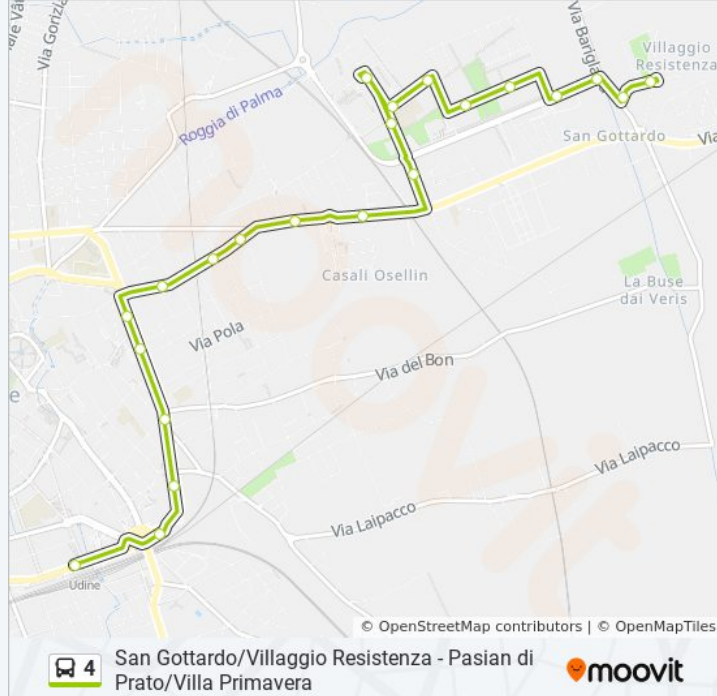 Via Gorizia
Via Barigla
Villaggio
Resistenza
Roggia di Palma
San Gottardo
Via
Casali Osellin
La Buse
dai Veris
Via Pola
Via del Bon
e
Via Laipacco
Via Laipacco
Udine
© OpenStreetMap contributors | © OpenMapTiles
4
San Gottardo/Villaggio Resistenza - Pasian di
Prato/Villa Primavera
moovit